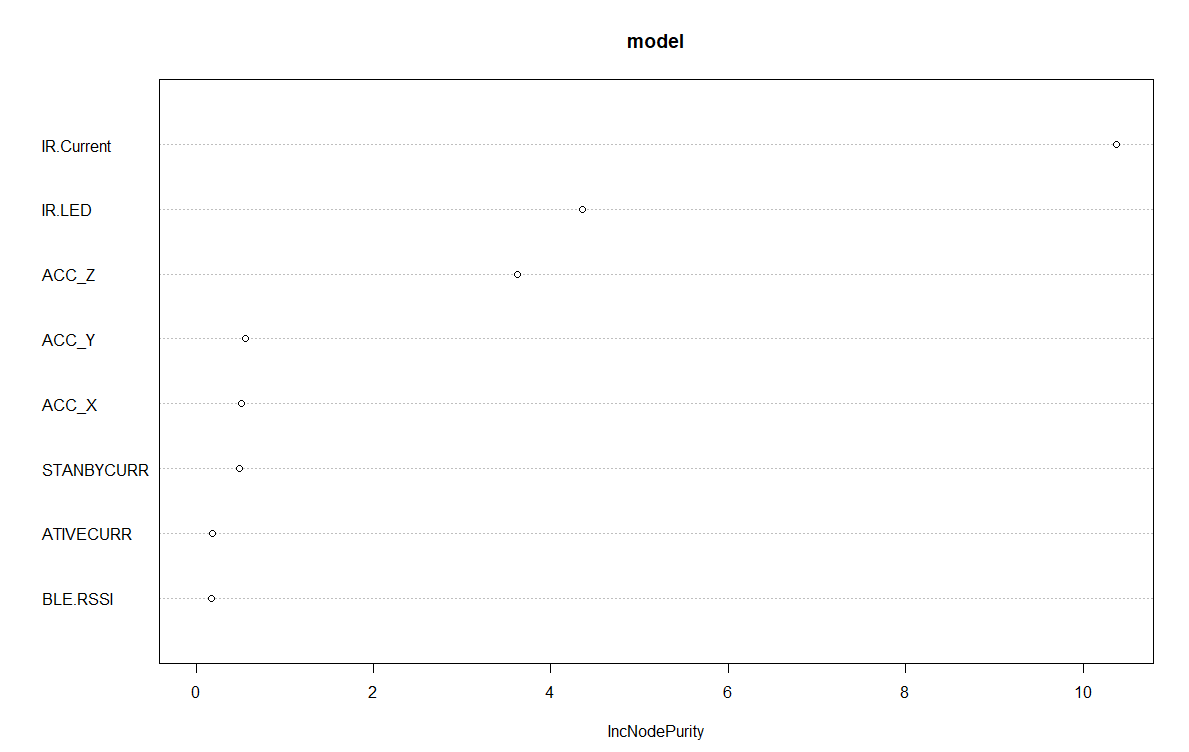 model
IR.Current
IR.LED
ACC_Z
ACC_Y
ACC_X
STANBYCURR
ATIVECURR
BLE.RSSI
0 2 4 6 8 10
IncNodePurity